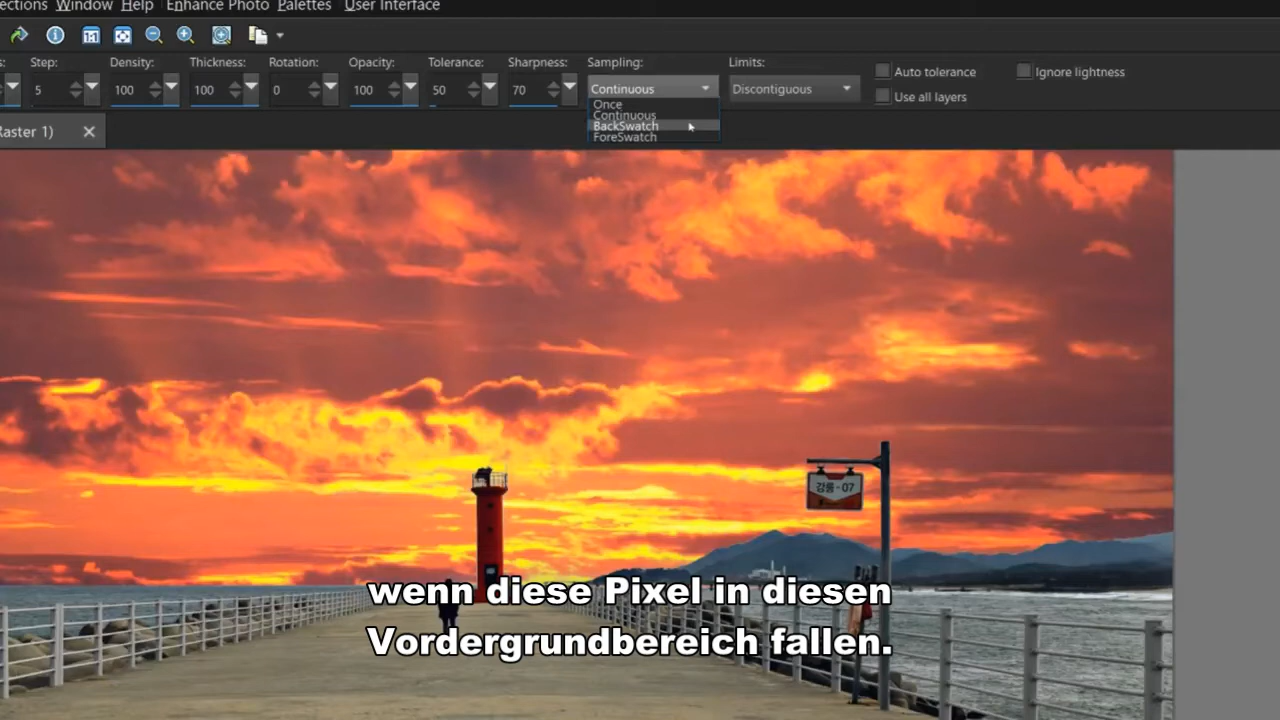 ections Window Help Enhance Photo Palettes User Interface
s: Step: Density: Thickness: Rotation: Opacity: Tolerance: Sharpness: Sampling: Limits:
5 100 100 0 100 50 70 Continuous Discontiguous
Auto tolerance Ignore lightness
Use all layers
Once
Continuous
BackSwatch
ForeSwatch
Raster 1)
강릉-07
wenn diese Pixel in diesen
Vordergrundbereich fallen.